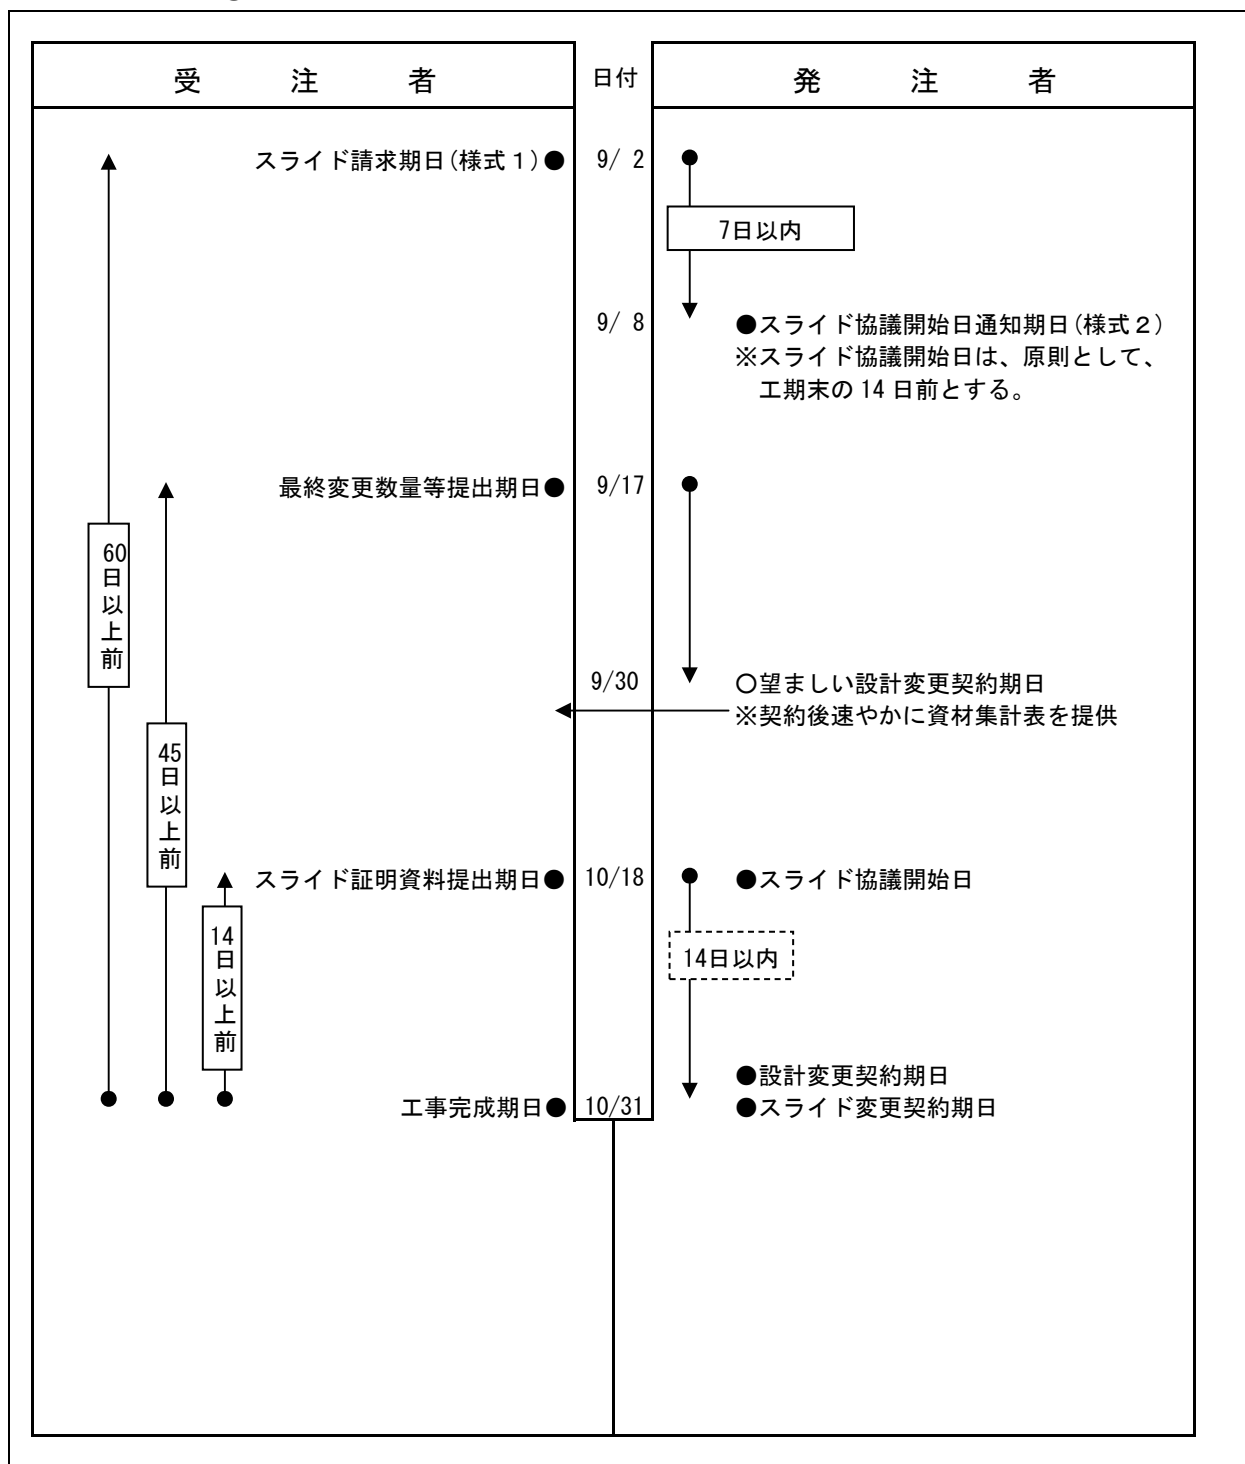 受　注　者 日付 発　注　者
スライド請求期日(様式１)● 9/ 2
7日以内
9/ 8 ●スライド協議開始日通知期日(様式２)
※スライド協議開始日は、原則として、
工期末の 14 日前とする。
最終変更数量等提出期日● 9/17
60日以上前
9/30 ○望ましい設計変更契約期日
※契約後速やかに資材集計表を提供
45日以上前
スライド証明資料提出期日● 10/18 ●スライド協議開始日
14日以上前
14日以内
●設計変更契約期日
工事完成期日● 10/31 ●スライド変更契約期日